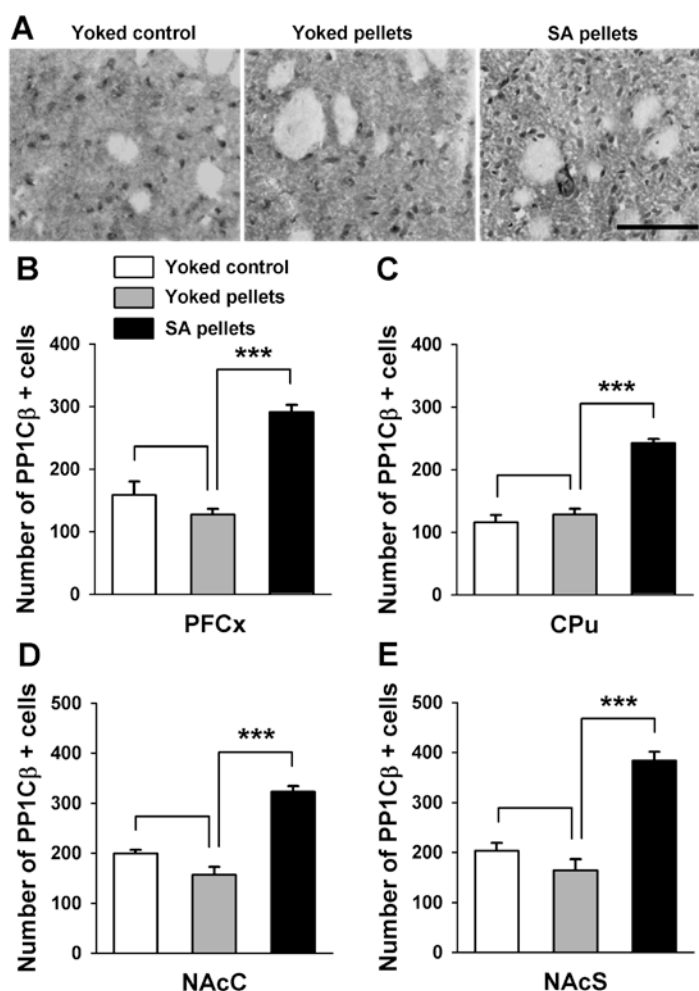 A
Yoked control
Yoked pellets
SA pellets
B
Yoked control
Yoked pellets
SA pellets
C
Number of PP1Cβ + cells
400
300
200
100
0
***
PFCx
Number of PP1Cβ + cells
400
300
200
100
0
***
CPu
D
Number of PP1Cβ + cells
500
400
300
200
100
0
***
NAcC
E
Number of PP1Cβ + cells
500
400
300
200
100
0
***
NAcS